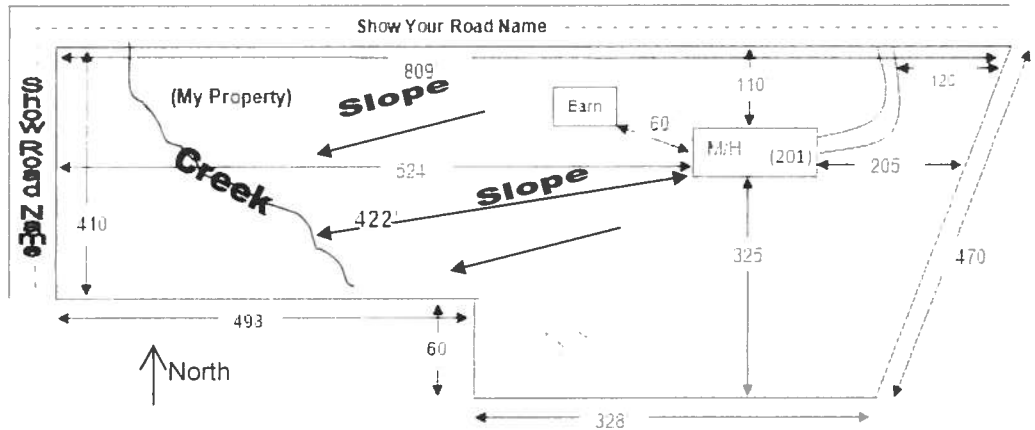 Show Your Road Name
Show Road Name
809
(My Property)
Slope
110
120
Barn
60
M/H
(201)
205
524
Creek
Slope
422'
410
325
470
493
60
North
328